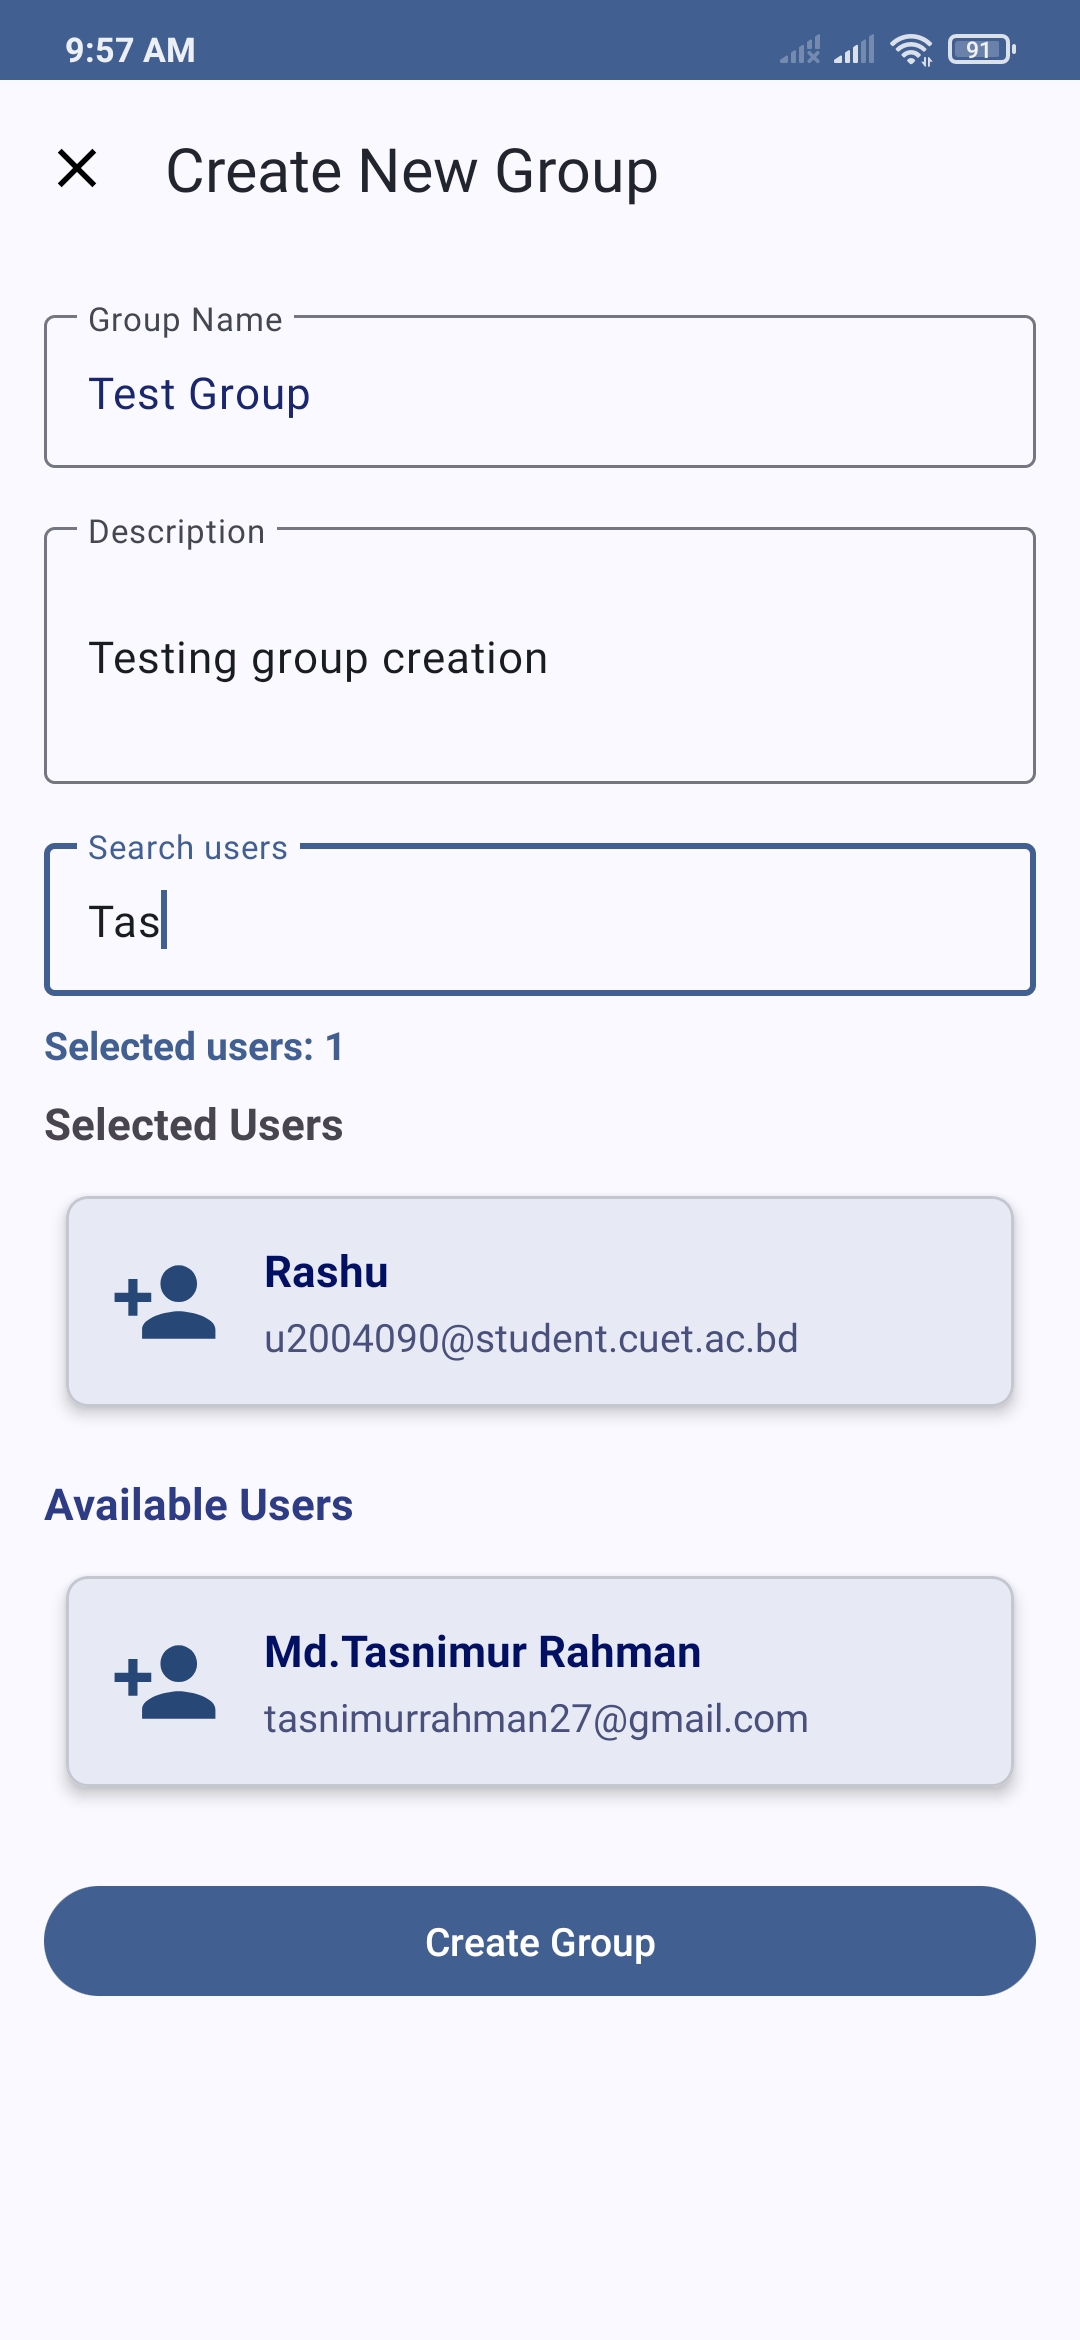 9:57 AM
91
Create New Group
Group Name
Test Group
Description
Testing group creation
Search users
Tas
Selected users: 1
Selected Users
Rashu
u2004090@student.cuet.ac.bd
Available Users
Md.Tasnimur Rahman
tasnimurrahman27@gmail.com
Create Group